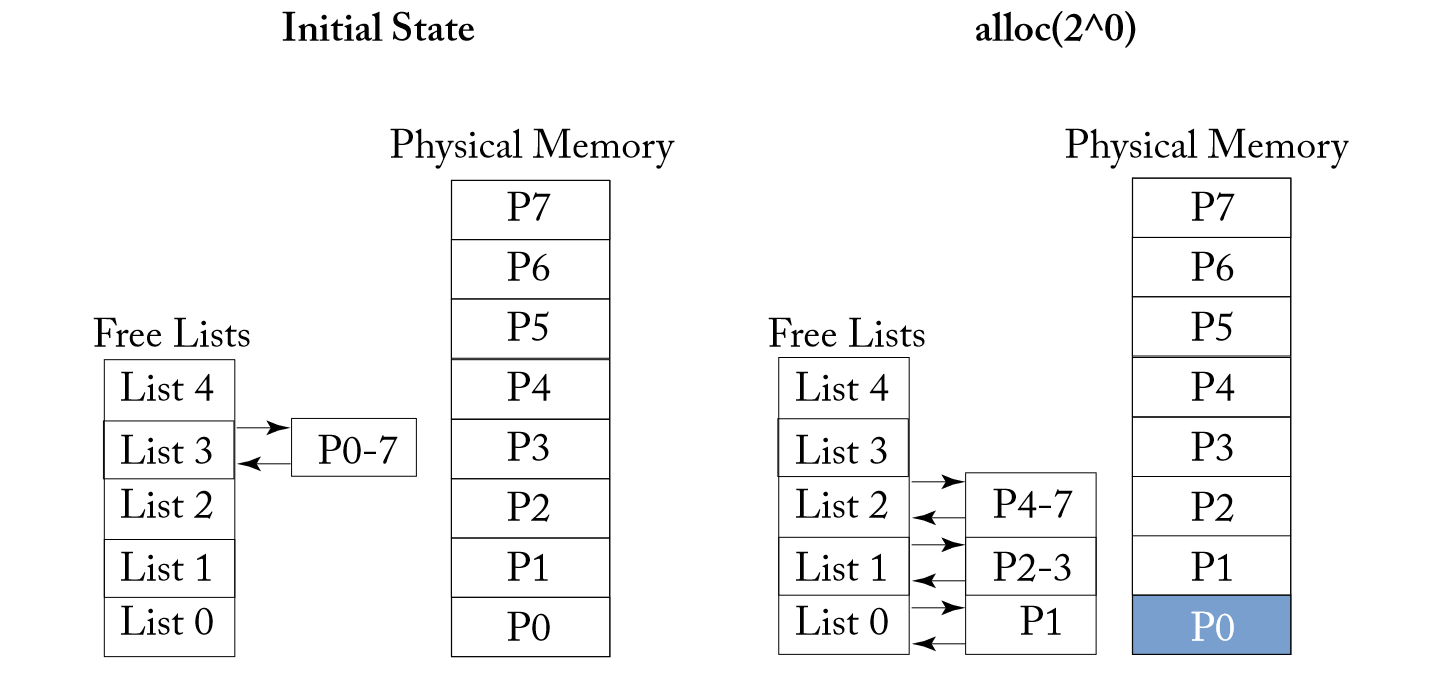 Initial State
Physical Memory
P7
P6
P5
P4
P3
P2
P1
P0
Free Lists
List 4
List 3
List 2
List 1
List 0
P0-7
alloc(2^0)
Physical Memory
P7
P6
P5
P4
P3
P2
P1
P0
Free Lists
List 4
List 3
List 2
List 1
List 0
P4-7
P2-3
P1